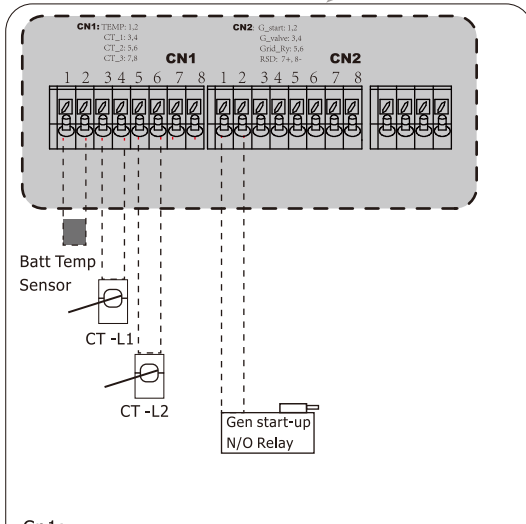 CN1: TEMP: 1,2
CT_1: 3,4
CT_2: 5,6
CT_3: 7,8
CN2: G_start: 1,2
G_valve: 3,4
Grid_Ry: 5,6
RSD: 7+, 8-
CN1
CN2
1 2 3 4 5 6 7 8
1 2 3 4 5 6 7 8
Batt Temp
Sensor
CT -L1
CT -L2
Gen start-up
N/O Relay